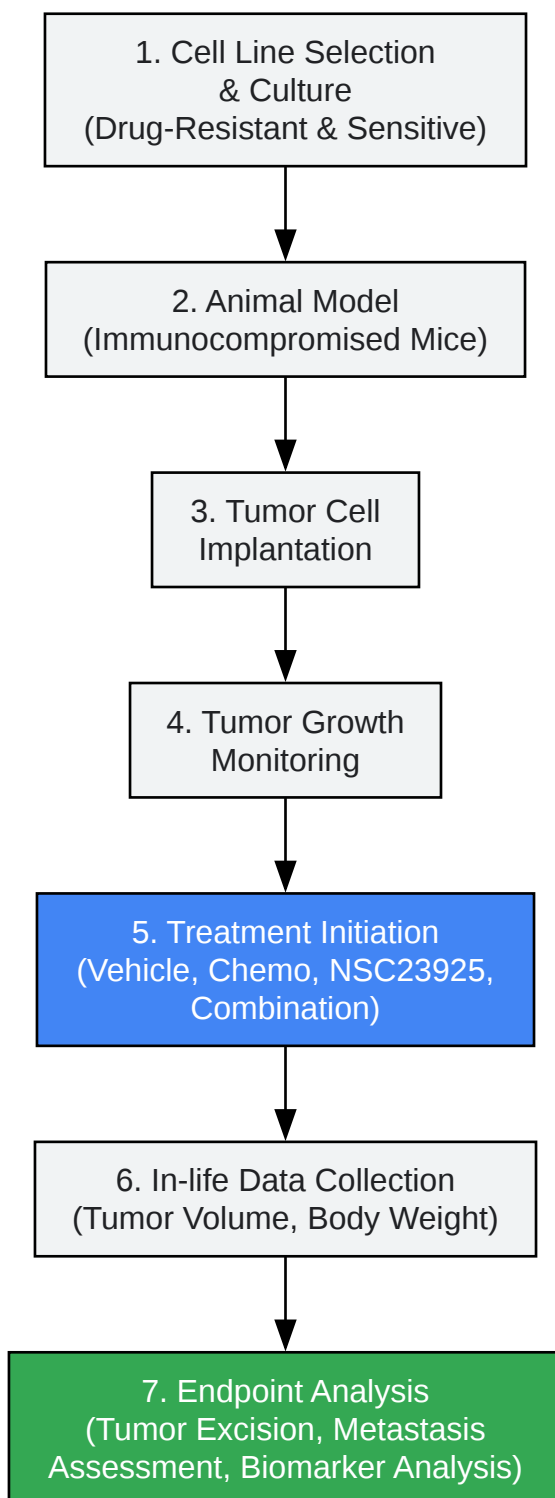 1. Cell Line Selection
& Culture
(Drug-Resistant & Sensitive)
2. Animal Model
(Immunocompromised Mice)
3. Tumor Cell
Implantation
4. Tumor Growth
Monitoring
5. Treatment Initiation
(Vehicle, Chemo, NSC23925,
Combination)
6. In-life Data Collection
(Tumor Volume, Body Weight)
7. Endpoint Analysis
(Tumor Excision, Metastasis
Assessment, Biomarker Analysis)